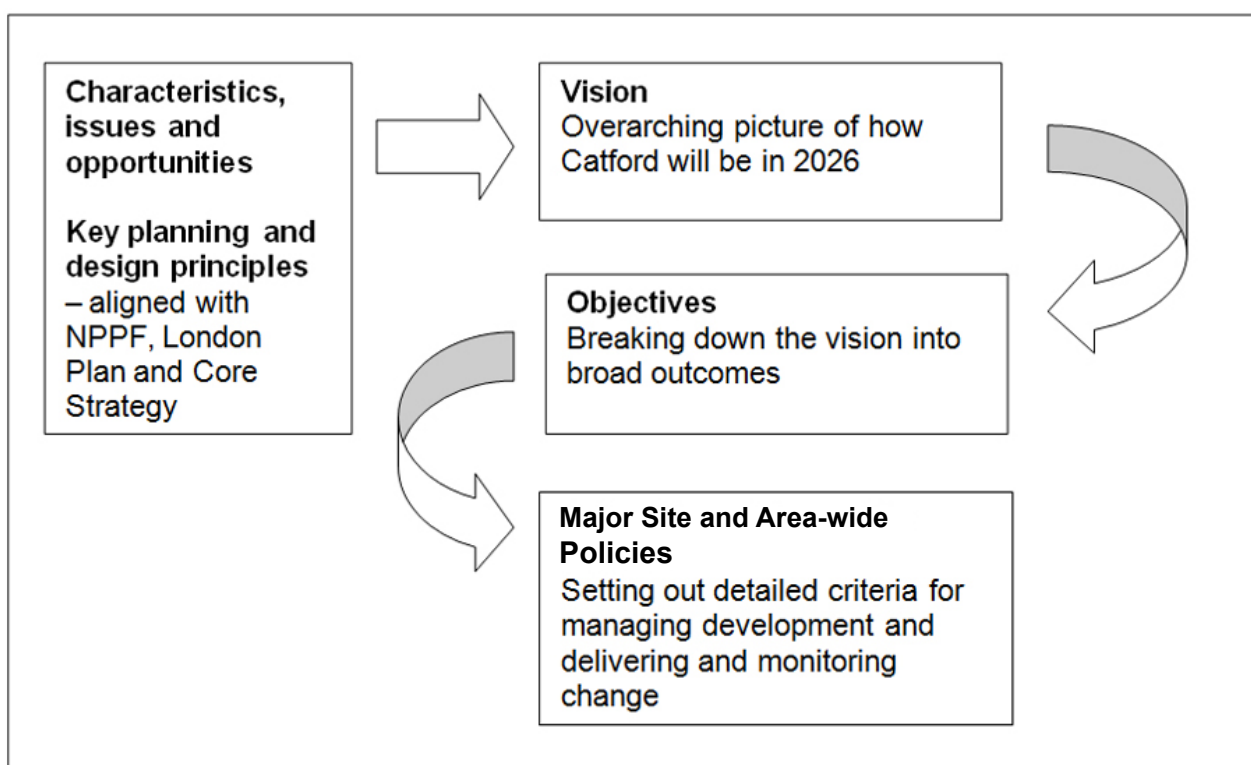 Characteristics,
issues and
opportunities
Key planning and
design principles
– aligned with
NPPF, London
Plan and Core
Strategy
Vision
Overarching picture of how
Catford will be in 2026
Objectives
Breaking down the vision into
broad outcomes
Major Site and Area-wide
Policies
Setting out detailed criteria for
managing development and
delivering and monitoring
change